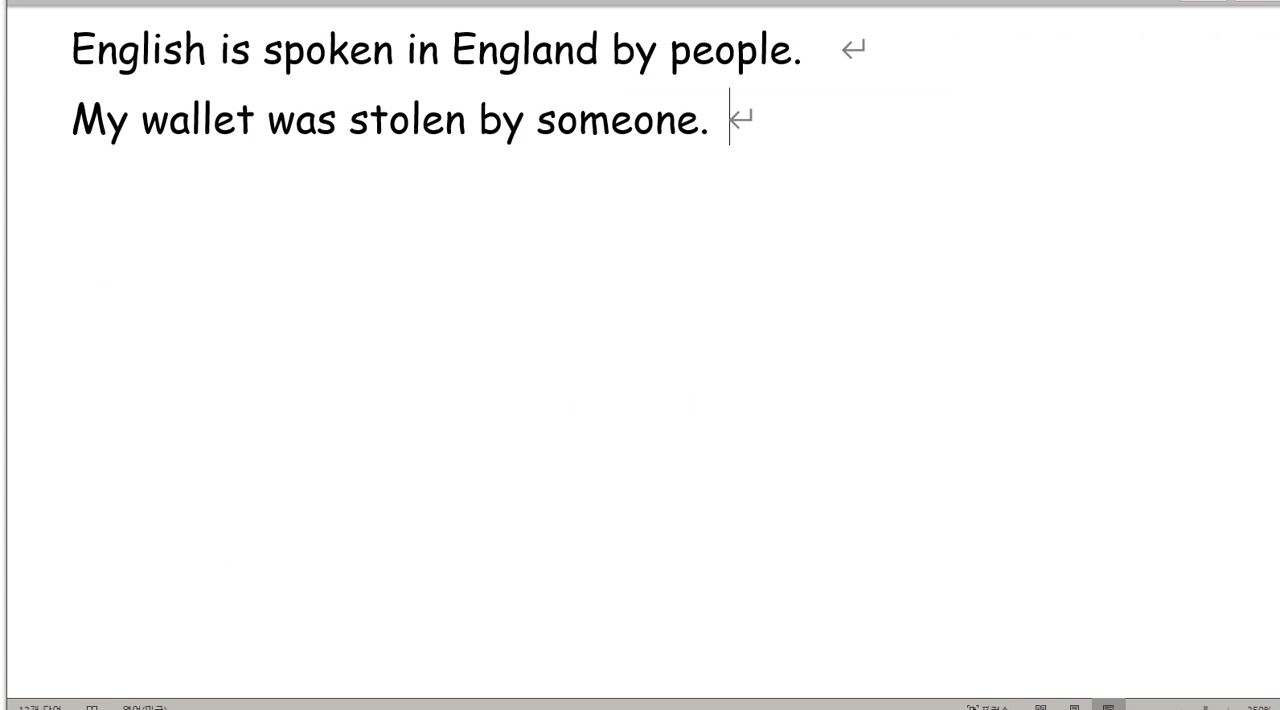 English is spoken in England by people.
My wallet was stolen by someone.